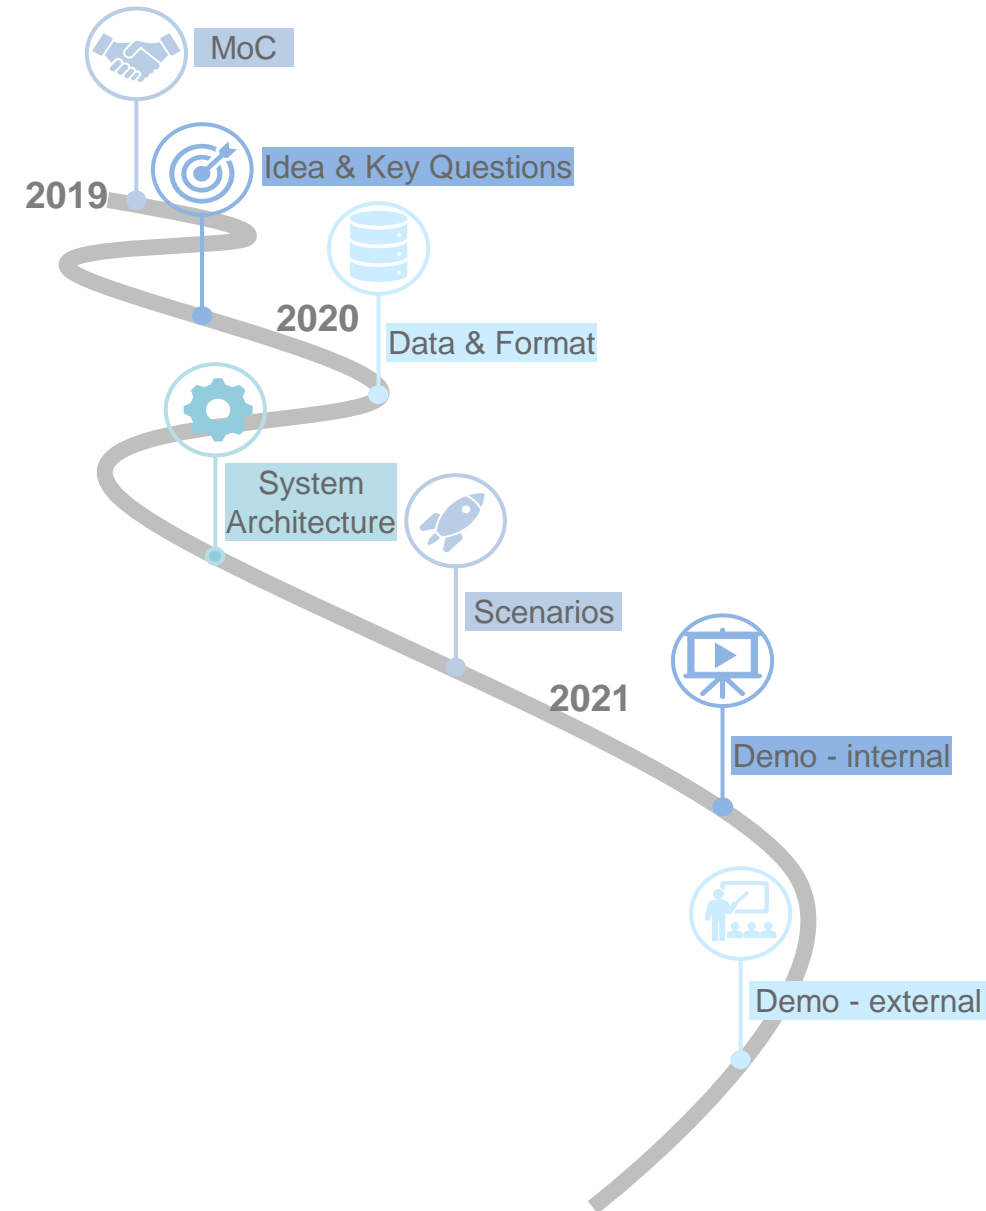 MoC
Idea & Key Questions
2019
2020
Data & Format
System
Architecture
Scenarios
2021
Demo - internal
Demo - external